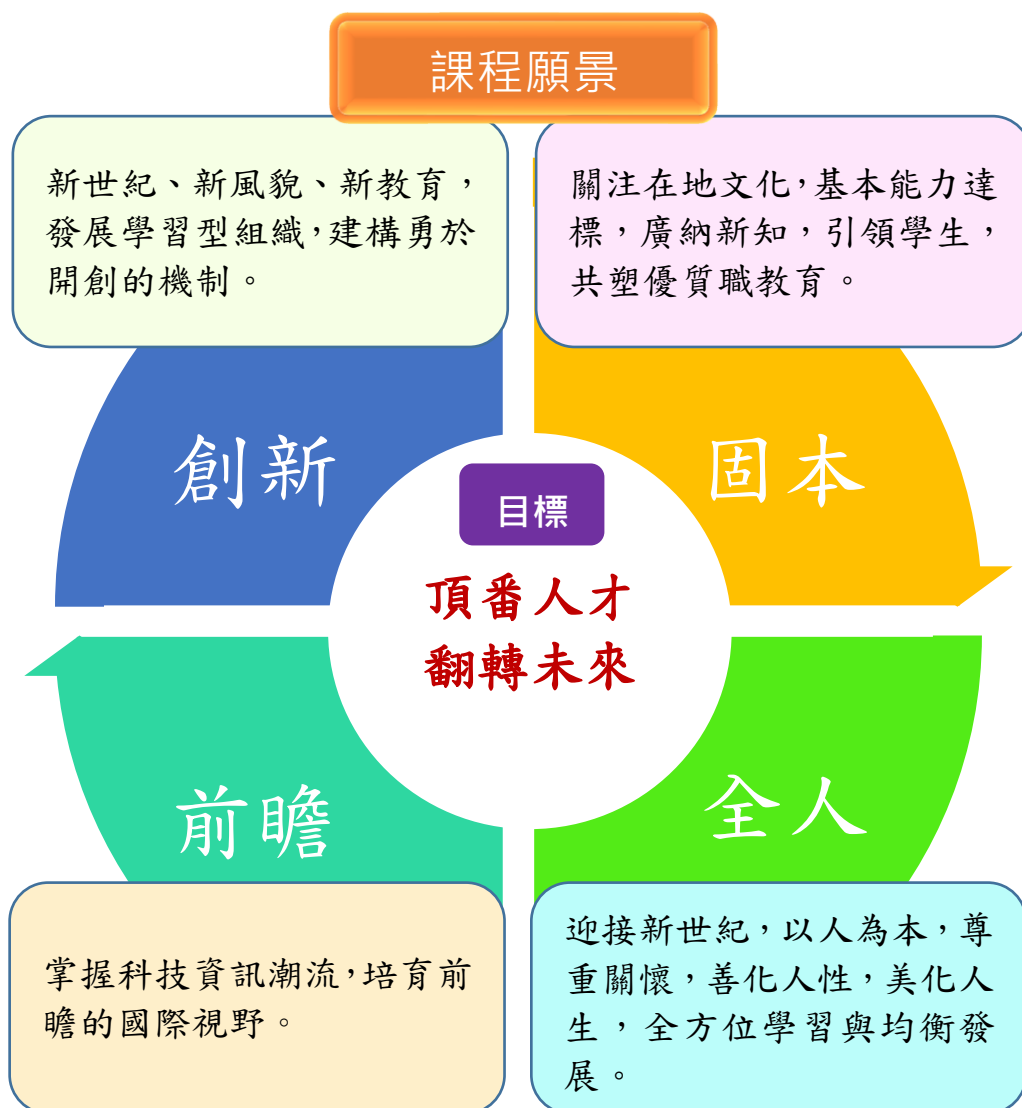 課程願景
新世紀、新風貌、新教育，
發展學習型組織，建構勇於
開創的機制。
關注在地文化，基本能力達
標，廣納新知，引領學生，
共塑優質職教育。
創新
固本
目標
頂番人才
翻轉未來
前瞻
全人
掌握科技資訊潮流，培育前
瞻的國際視野。
迎接新世紀，以人為本，尊
重關懷，善化人性，美化人
生，全方位學習與均衡發
展。